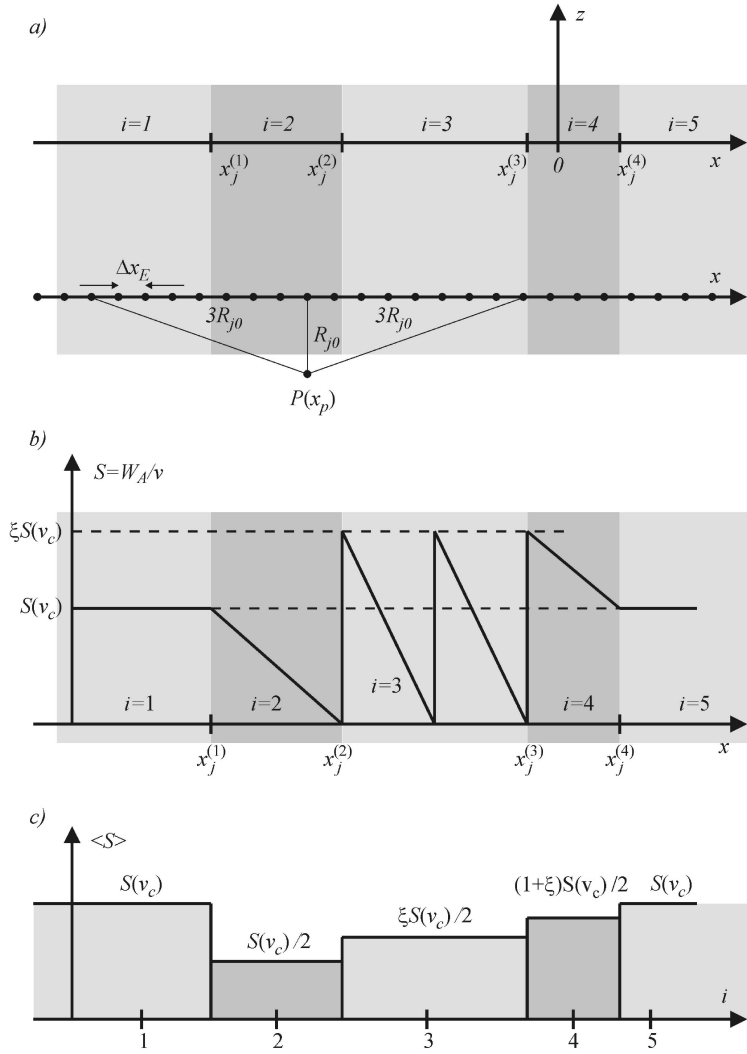 a)
z
i=1 i=2 i=3 i=4 i=5
x_j^(1) x_j^(2) x_j^(3) 0 x_j^(4) x
Δx_E x
3R_j0 3R_j0
R_j0
P(x_p)
b)
S=W_A/v
ξS(v_c)
S(v_c)
i=3
i=1 i=2 i=4 i=5
x_j^(1) x_j^(2) x_j^(3) x_j^(4) x
c)
<S>
S(v_c) (1+ξ)S(v_c)/2 S(v_c)
S(v_c)/2 ξS(v_c)/2
i
1 2 3 4 5